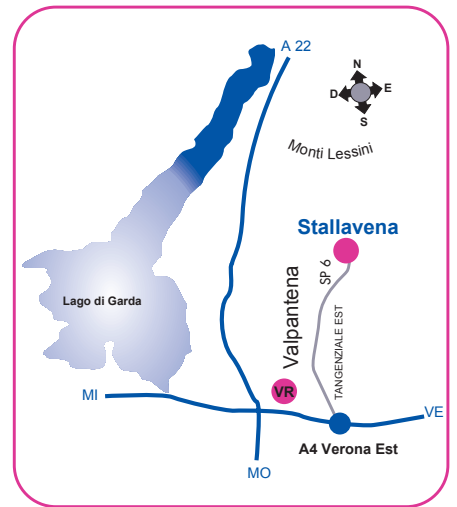 A 22
N
D
E
S
Monti Lessini
Stallavena
SP 6
Lago di Garda
Valpantena
TANGENZIALE EST
MI
VR
VE
A4 Verona Est
MO